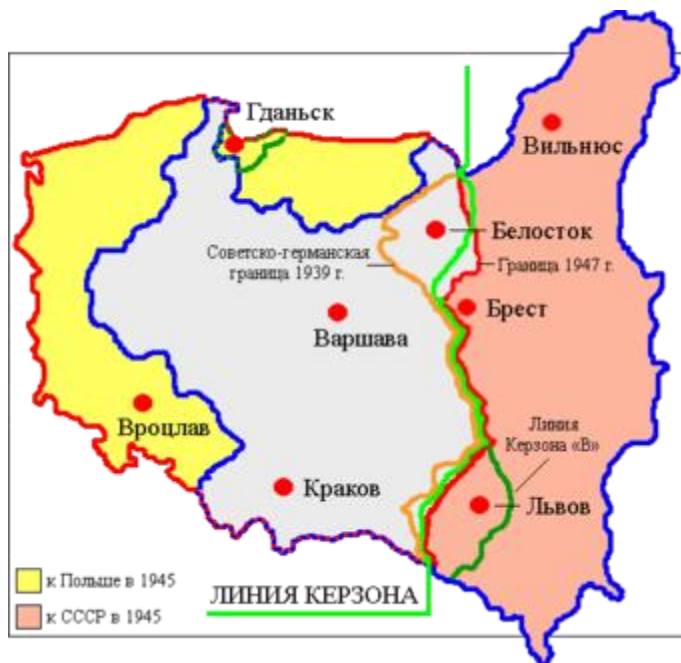 Гданьск
Вильнюс
Белосток
Советско-германская
граница 1939 г.
Граница 1947 г.
Брест
Варшава
Вроцлав
Линия
Керзона «В»
Краков
Львов
к Польше в 1945
ЛИНИЯ КЕРЗОНА
к СССР в 1945